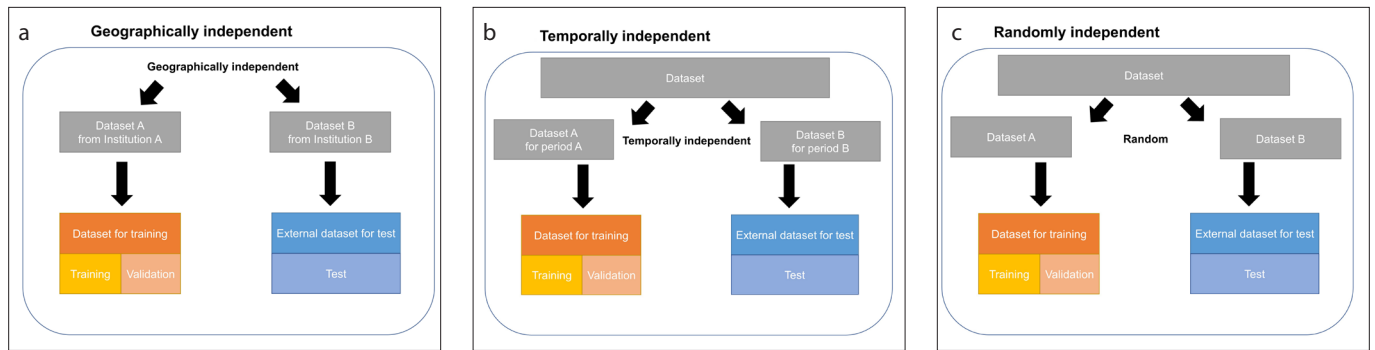 a
Geographically independent
Geographically independent
Dataset A
from Institution A
Dataset B
from Institution B
Dataset for training
Training
Validation
External dataset for test
Test
b
Temporally independent
Dataset
Dataset A
for period A
Temporally independent
Dataset B
for period B
Dataset for training
Training
Validation
External dataset for test
Test
c
Randomly independent
Dataset
Dataset A
Random
Dataset B
Dataset for training
Training
Validation
External dataset for test
Test